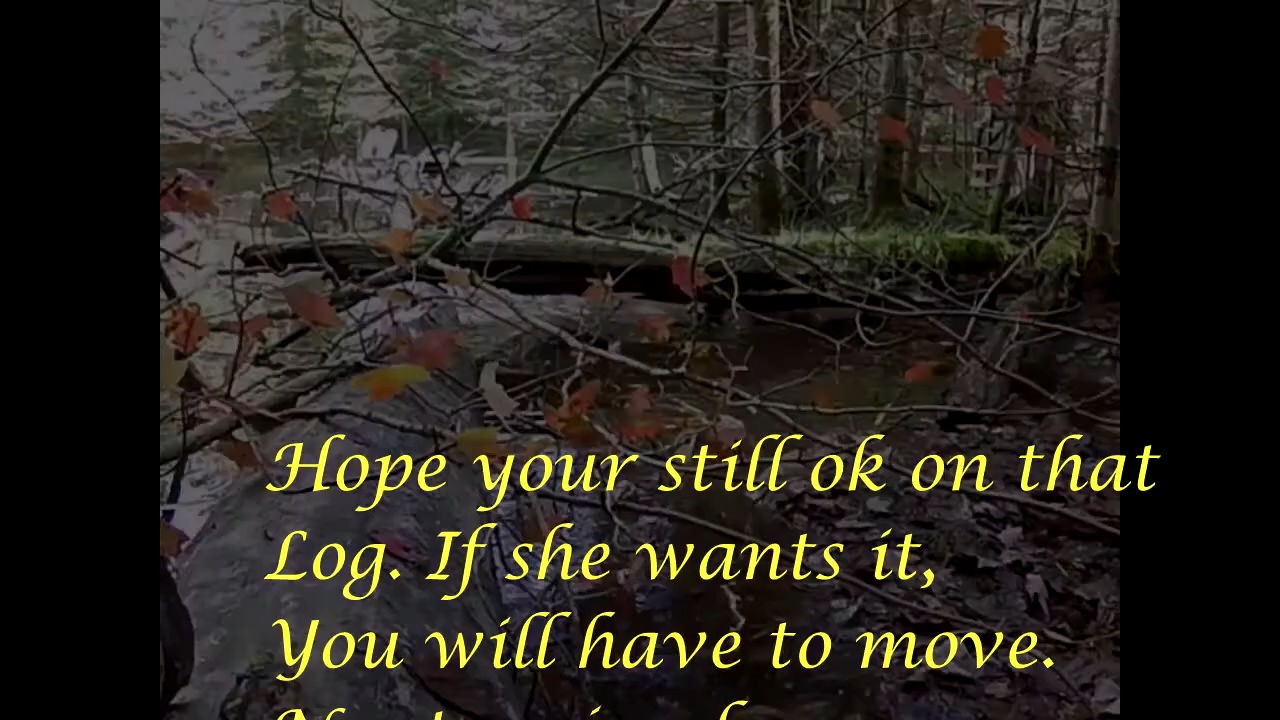 Hope your still ok on that
Log. If she wants it,
You will have to move.